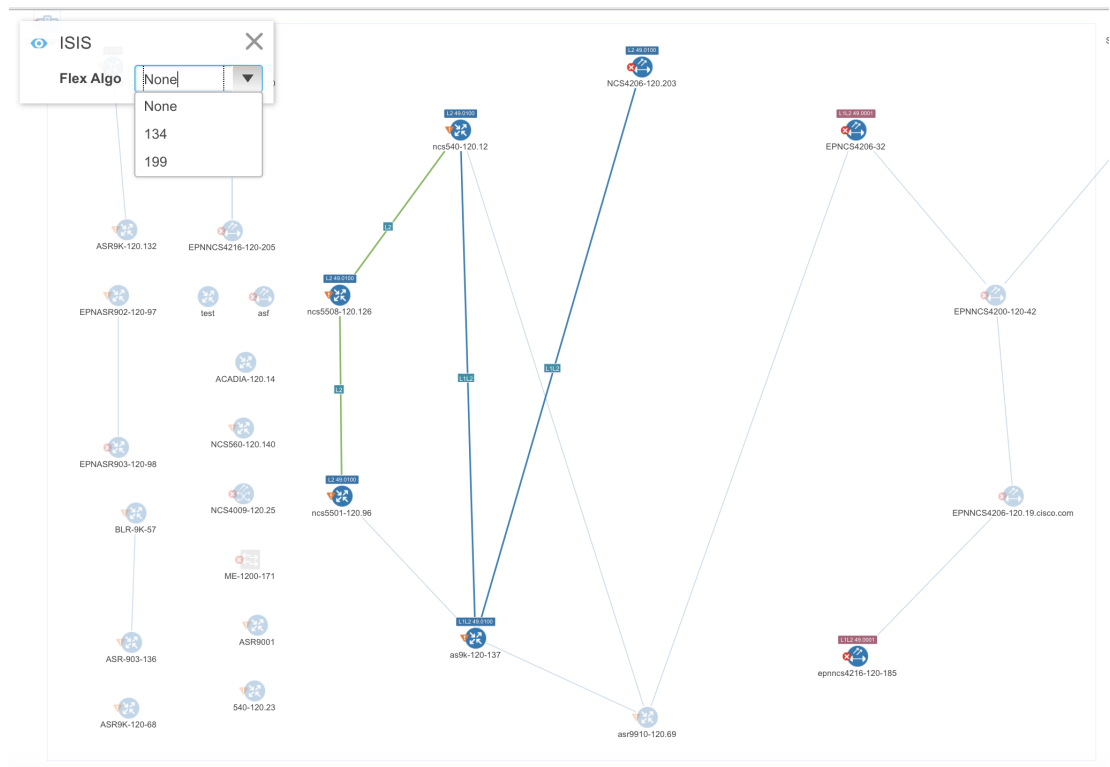 ISIS
Flex Algo None
None
134
199
L2 49.0100
NCS4206-120.203
L2 49.0100
ncs540-120.12
L1L2 49.0001
EPNCS4206-32
L2
ASR9K-120.132
EPNNCS4216-120-205
L2 49.0100
ncs5508-120.126
EPNASR902-120-97
test
asf
EPNNCS4200-120-42
L1L2
L1L2
ACADIA-120.14
L2
NCS560-120.140
EPNASR903-120-98
L2 49.0100
ncs5501-120.96
NCS4009-120.25
EPNNCS4206-120.19.cisco.com
BLR-9K-57
ME-1200-171
L1L2 49.0100
as9k-120-137
ASR9001
ASR-903-136
L1L2 49.0001
epnncs4216-120-185
540-120.23
ASR9K-120-68
asr9910-120.69